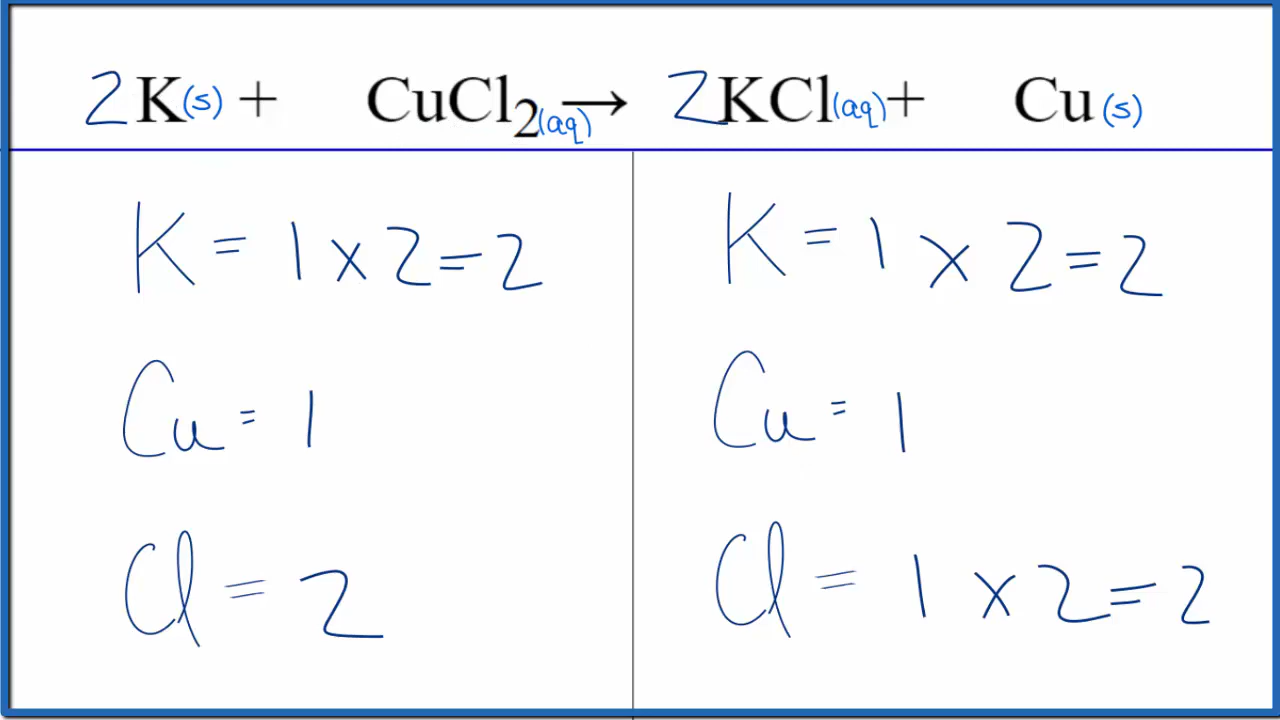 2K(s) + CuCl2(aq) → 2KCl(aq) + Cu(s)
K = 1 x 2 = 2
Cu = 1
Cl = 2
K = 1 x 2 = 2
Cu = 1
Cl = 1 x 2 = 2